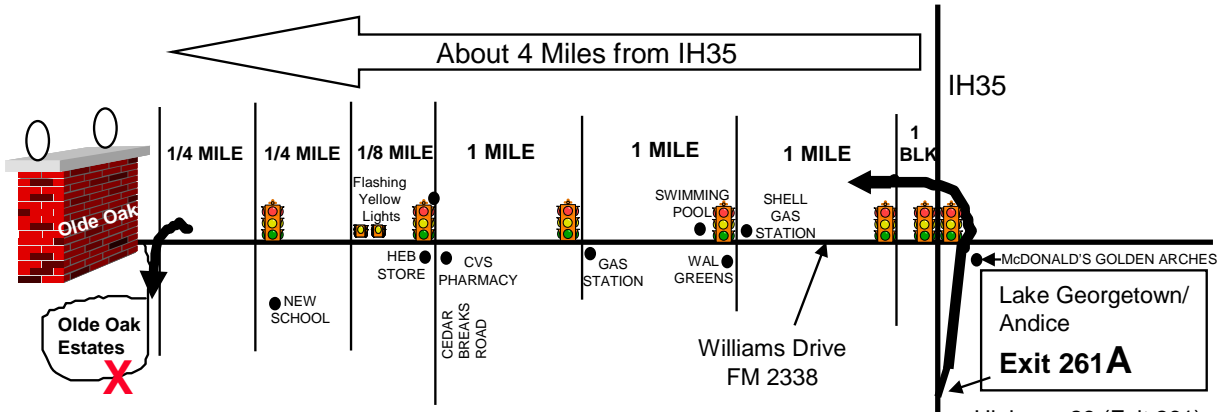 About 4 Miles from IH35
IH35
1/4 MILE
1/4 MILE
1/8 MILE
1 MILE
1 MILE
1 MILE
1
BLK
Flashing
Yellow
Lights
SWIMMING
POOL
SHELL
GAS
STATION
Olde Oak
HEB
STORE
CVS
PHARMACY
GAS
STATION
WAL
GREENS
McDONALD'S GOLDEN ARCHES
NEW
SCHOOL
CEDAR
BREAKS
ROAD
Olde Oak
Estates
X
Williams Drive
FM 2338
Lake Georgetown/
Andice
Exit 261A